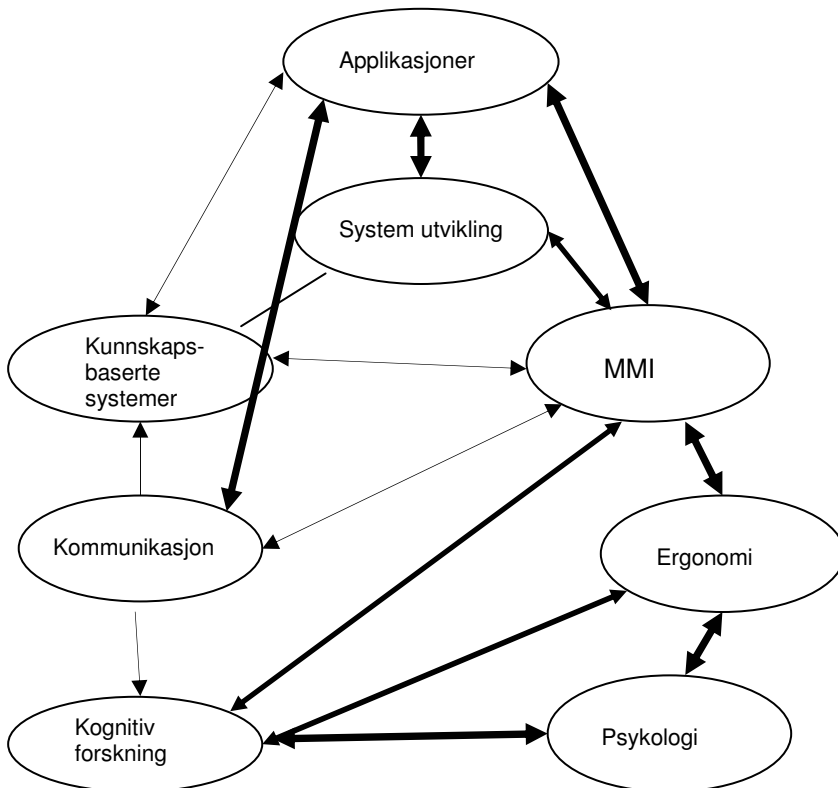 Applikasjoner
System utvikling
Kunnskaps-
baserte
systemer
MMI
Kommunikasjon
Ergonomi
Kognitiv
forskning
Psykologi